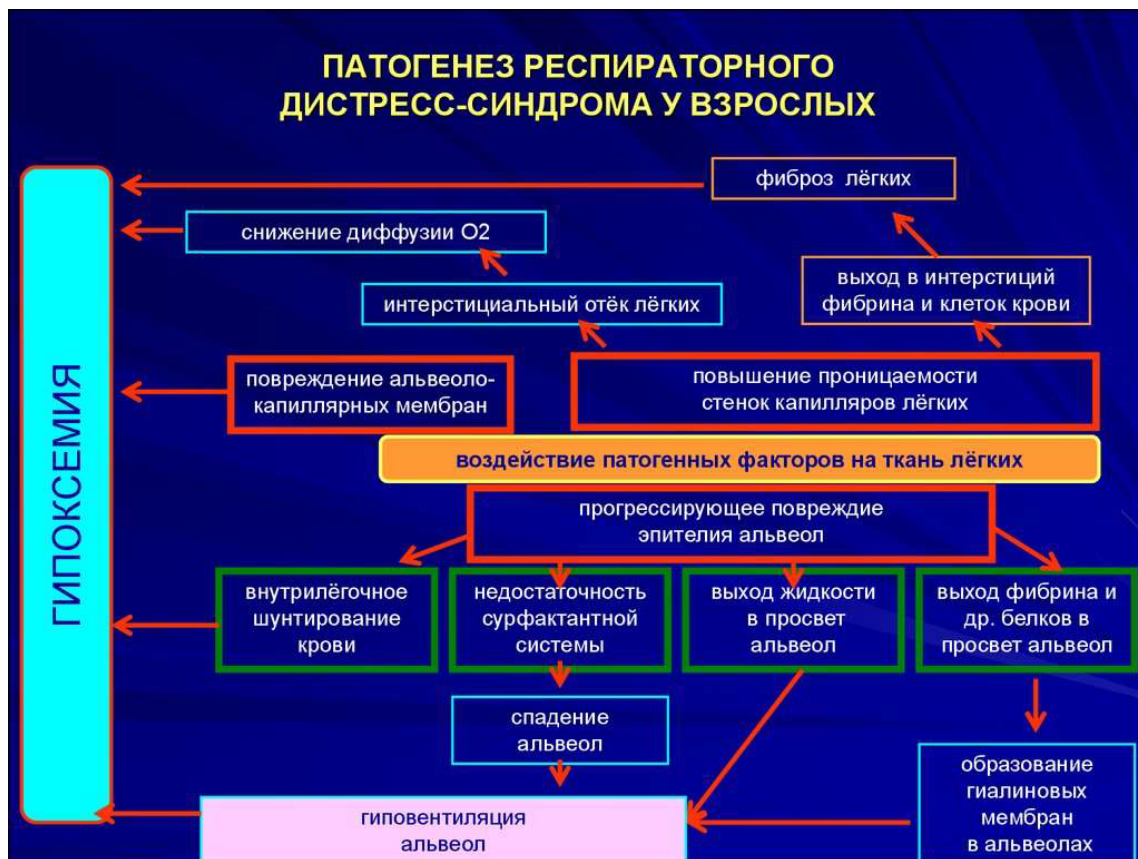 ПАТОГЕНЕЗ РЕСПИРАТОРНОГО
ДИСТРЕСС-СИНДРОМА У ВЗРОСЛЫХ
фиброз лёгких
снижение диффузии О2
выход в интерстиций
фибрина и клеток крови
интерстициальный отёк лёгких
ГИПОКСЕМИЯ
повреждение альвеоло-
капиллярных мембран
повышение проницаемости
стенок капилляров лёгких
воздействие патогенных факторов на ткань лёгких
прогрессирующее повреждие
эпителия альвеол
внутрилёгочное
шунтирование
крови
недостаточность
сурфактантной
системы
выход жидкости
в просвет
альвеол
выход фибрина и
др. белков в
просвет альвеол
спадение
альвеол
образование
гиалиновых
мембран
в альвеолах
гиповентиляция
альвеол